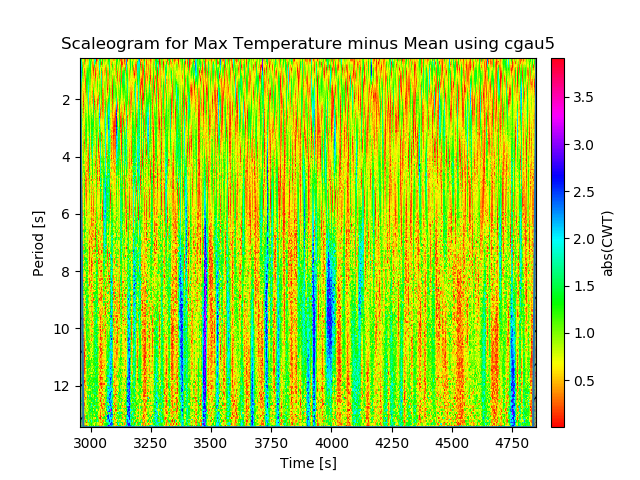 Scaleogram for Max Temperature minus Mean using cgau5
Period [s]
2
4
6
8
10
12
3000 3250 3500 3750 4000 4250 4500 4750
Time [s]
3.5
3.0
2.5
2.0
1.5
1.0
0.5
abs(CWT)